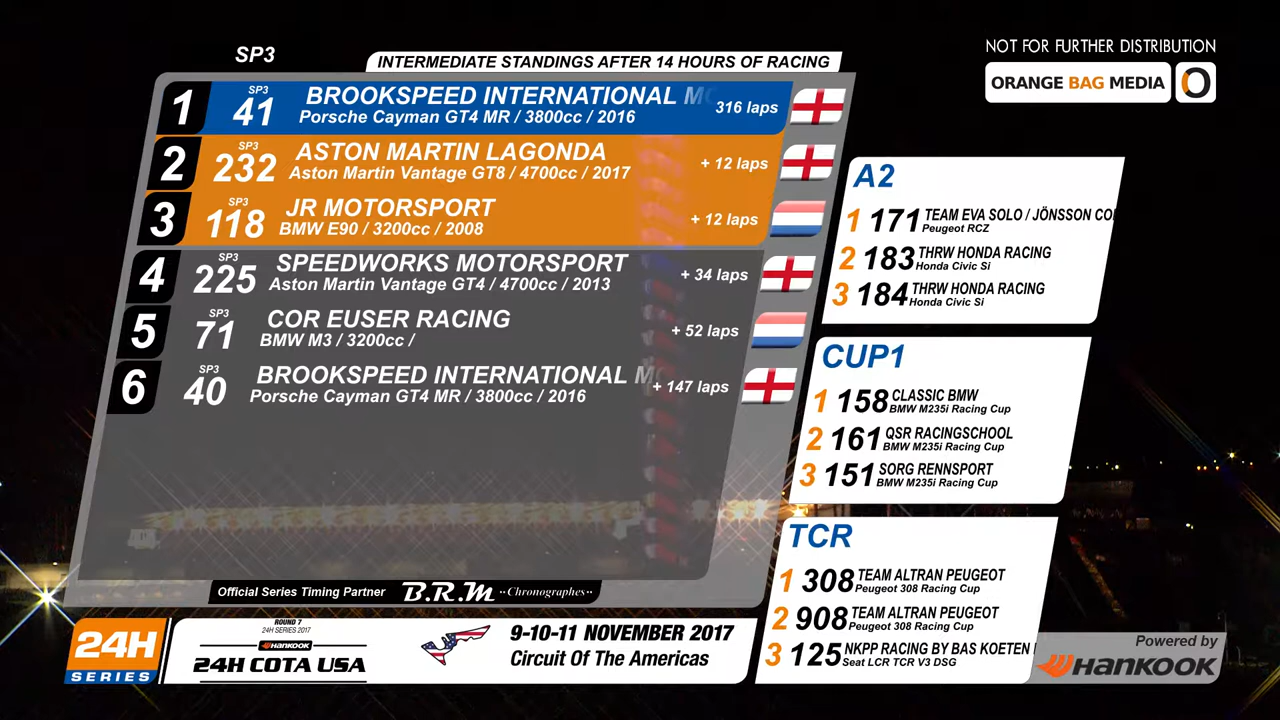 SP3
INTERMEDIATE STANDINGS AFTER 14 HOURS OF RACING
1 SP3 41 BROOKSPEED INTERNATIONAL MO 316 laps
Porsche Cayman GT4 MR / 3800cc / 2016
2 SP3 232 ASTON MARTIN LAGONDA + 12 laps
Aston Martin Vantage GT8 / 4700cc / 2017
3 SP3 118 JR MOTORSPORT + 12 laps
BMW E90 / 3200cc / 2008
4 SP3 225 SPEEDWORKS MOTORSPORT + 34 laps
Aston Martin Vantage GT4 / 4700cc / 2013
5 SP3 71 COR EUSER RACING + 52 laps
BMW M3 / 3200cc /
6 SP3 40 BROOKSPEED INTERNATIONAL MO + 147 laps
Porsche Cayman GT4 MR / 3800cc / 2016
Official Series Timing Partner B.R.M Chronographes
NOT FOR FURTHER DISTRIBUTION
ORANGE BAG MEDIA
A2
1 171 TEAM EVA SOLO / JÖNSSON CO
Peugeot RCZ
2 183 THRW HONDA RACING
Honda Civic Si
3 184 THRW HONDA RACING
Honda Civic Si
CUP1
1 158 CLASSIC BMW
BMW M235i Racing Cup
2 161 QSR RACINGSCHOOL
BMW M235i Racing Cup
3 151 SORG RENNSPORT
BMW M235i Racing Cup
TCR
1 308 TEAM ALTRAN PEUGEOT
Peugeot 308 Racing Cup
2 908 TEAM ALTRAN PEUGEOT
Peugeot 308 Racing Cup
3 125 NKPP RACING BY BAS KOETEN
Seat LCR TCR V3 DSG
24H
SERIES
ROUND 7
24H SERIES 2017
HANKOOK
24H COTA USA
9-10-11 NOVEMBER 2017
Circuit Of The Americas
Powered by
HANKOOK